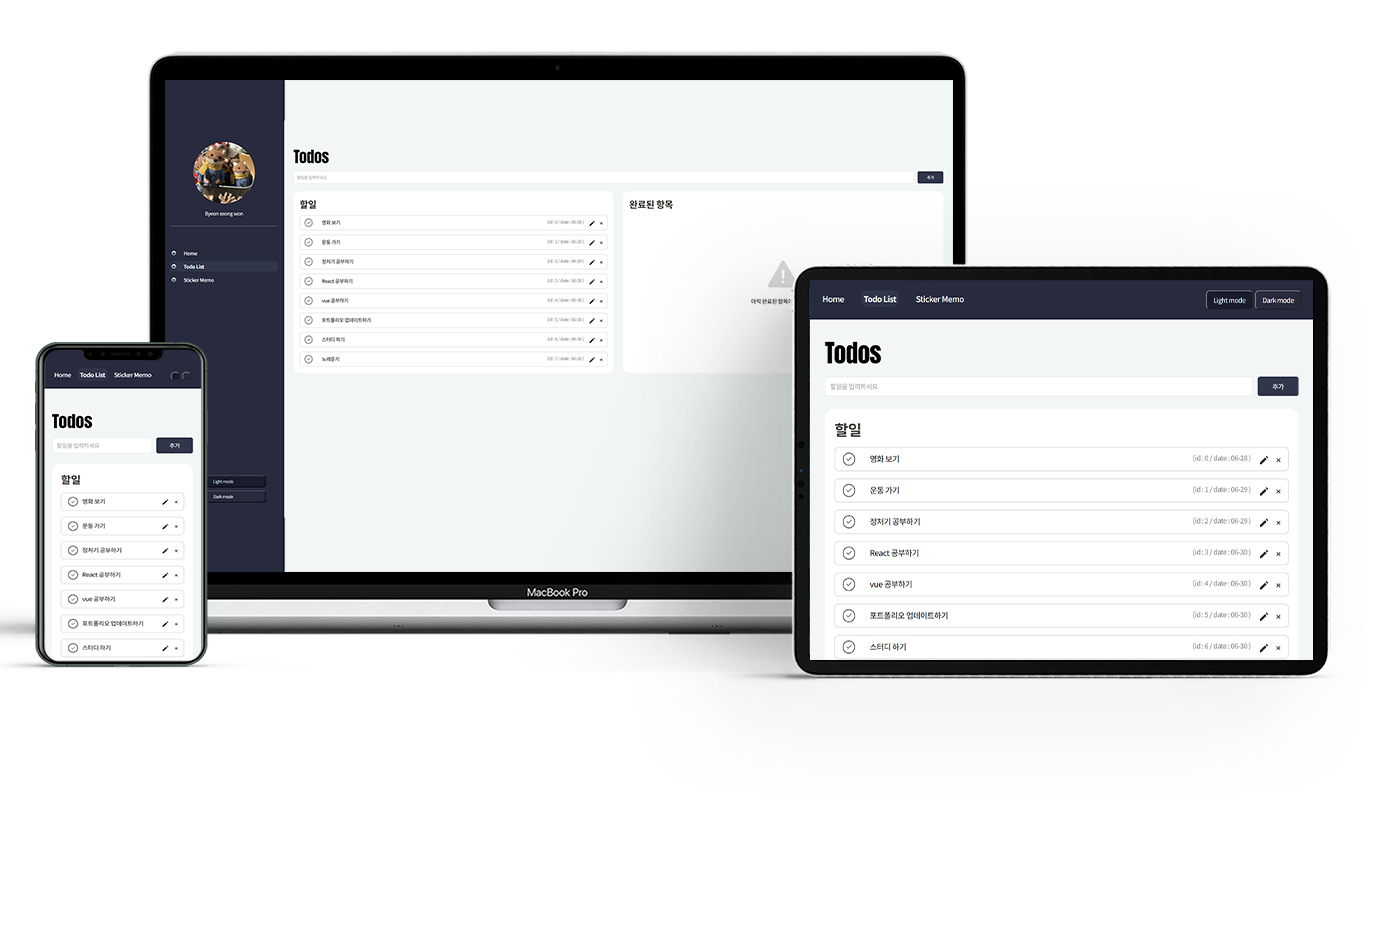 Byeon seong won
Home
Todo List
Sticker Memo
Light mode
Dark mode
Todos
할일을 입력하세요
추가
할일
영화 보기
(id : 0 / date : 06-28 )
운동 가기
(id : 1 / date : 06-29 )
정처기 공부하기
(id : 2 / date : 06-29 )
React 공부하기
(id : 3 / date : 06-30 )
vue 공부하기
(id : 4 / date : 06-30 )
포트폴리오 업데이트하기
(id : 5 / date : 06-30 )
스터디 하기
(id : 6 / date : 06-30 )
노래듣기
(id : 7 / date : 06-30 )
완료된 항목
아직 완료된 항목이
MacBook Pro
Home Todo List Sticker Memo
Todos
할일을 입력하세요
추가
할일
영화 보기
운동 가기
정처기 공부하기
React 공부하기
vue 공부하기
포트폴리오 업데이트하기
스터디 하기
Home Todo List Sticker Memo Light mode Dark mode
Todos
할일을 입력하세요
추가
할일
영화 보기 (id : 0 / date : 06-28 )
운동 가기 (id : 1 / date : 06-29 )
정처기 공부하기 (id : 2 / date : 06-29 )
React 공부하기 (id : 3 / date : 06-30 )
vue 공부하기 (id : 4 / date : 06-30 )
포트폴리오 업데이트하기 (id : 5 / date : 06-30 )
스터디 하기 (id : 6 / date : 06-30 )